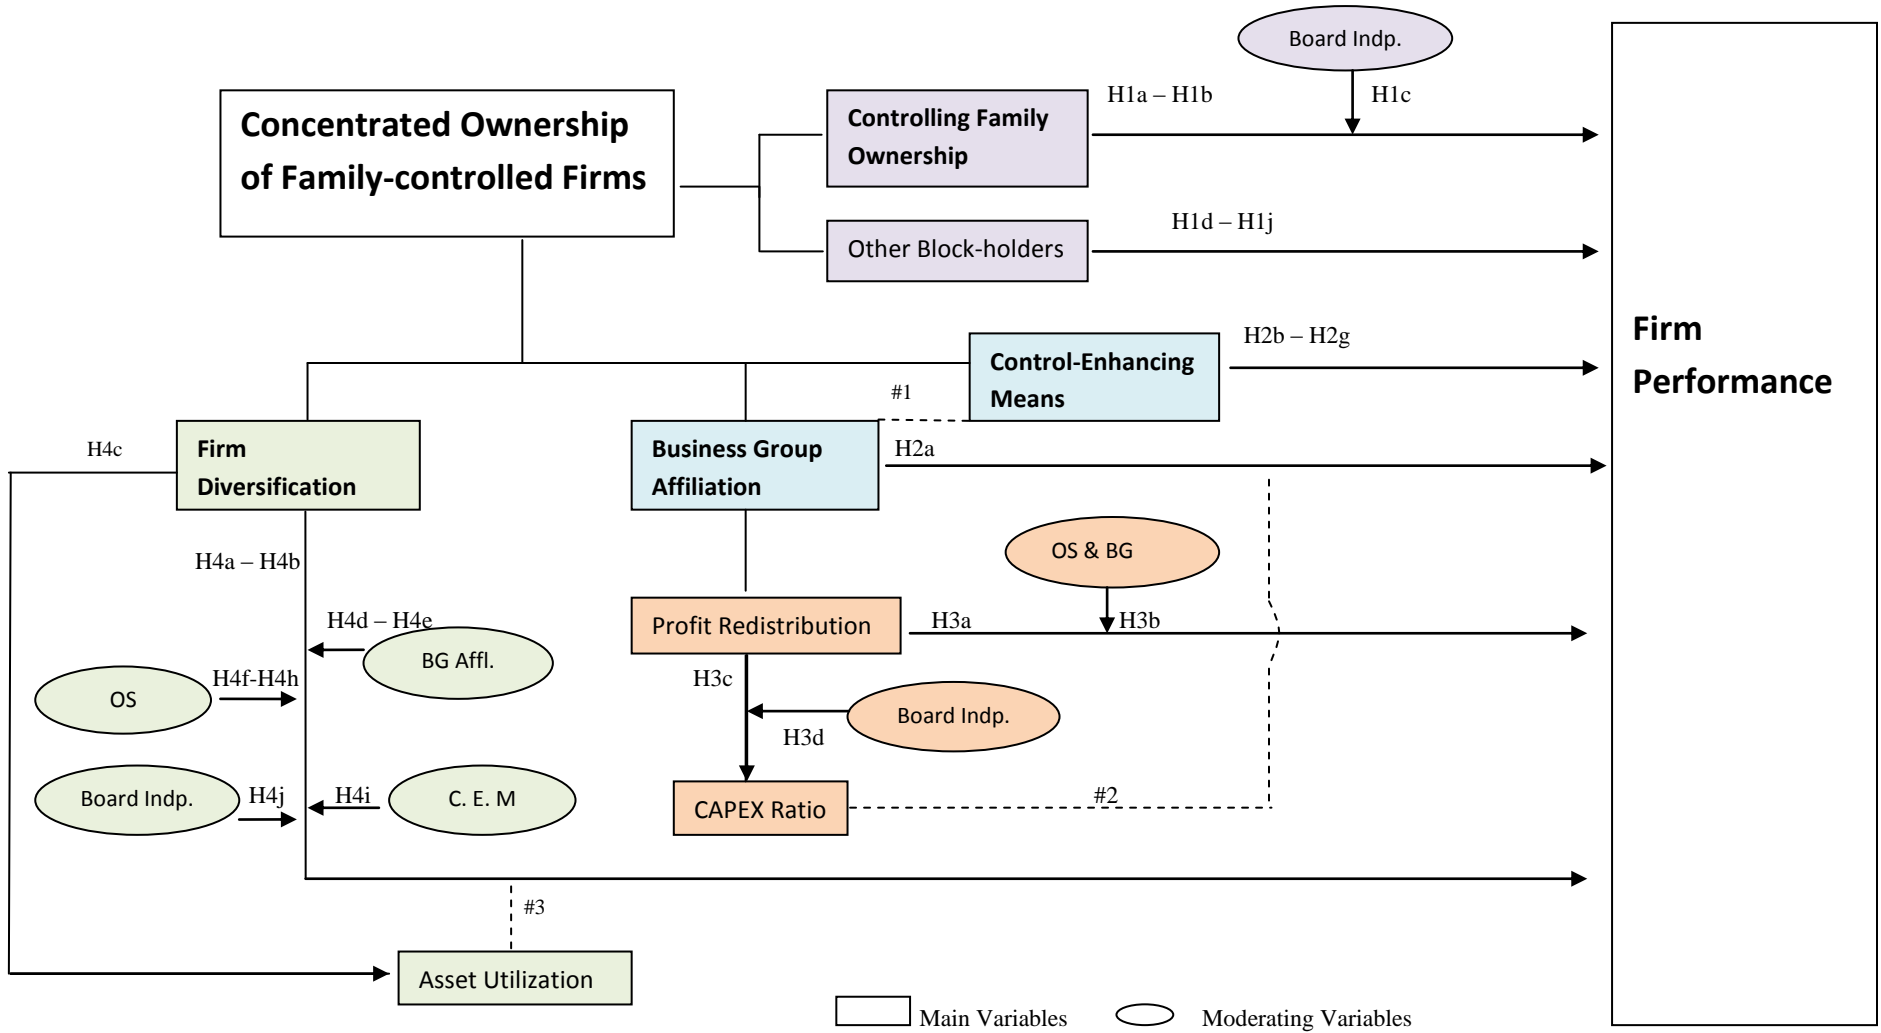 Board Indp.
H1a – H1b
H1c
Concentrated Ownership
of Family-controlled Firms
Controlling Family
Ownership
H1d – H1j
Other Block-holders
Firm
Performance
H2b – H2g
Control-Enhancing
Means
#1
H4c
Firm
Diversification
Business Group
Affiliation
H2a
OS & BG
H4a – H4b
H4d – H4e
BG Affl.
Profit Redistribution
H3a
H3b
H4f-H4h
OS
H3c
Board Indp.
H3d
Board Indp.
H4j
H4i
C. E. M
CAPEX Ratio
#2
#3
Asset Utilization
Main Variables
Moderating Variables